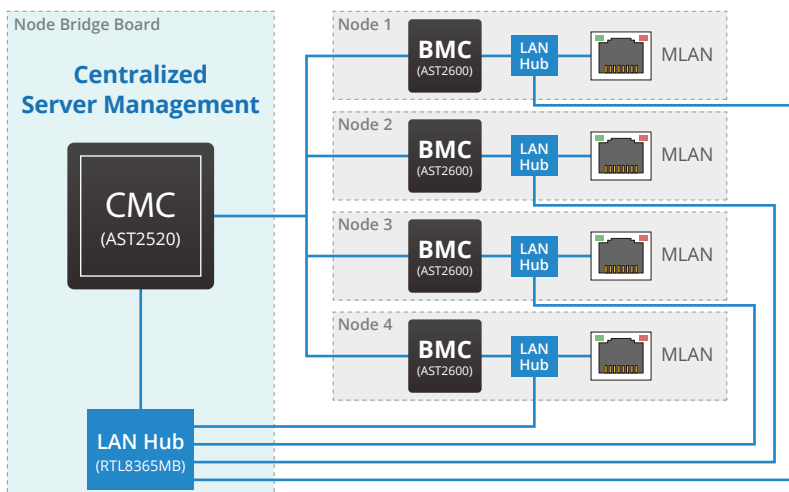 Node Bridge Board
Centralized
Server Management
CMC
(AST2520)
LAN Hub
(RTL8365MB)
Node 1
BMC
(AST2600)
LAN
Hub
MLAN
Node 2
BMC
(AST2600)
LAN
Hub
MLAN
Node 3
BMC
(AST2600)
LAN
Hub
MLAN
Node 4
BMC
(AST2600)
LAN
Hub
MLAN